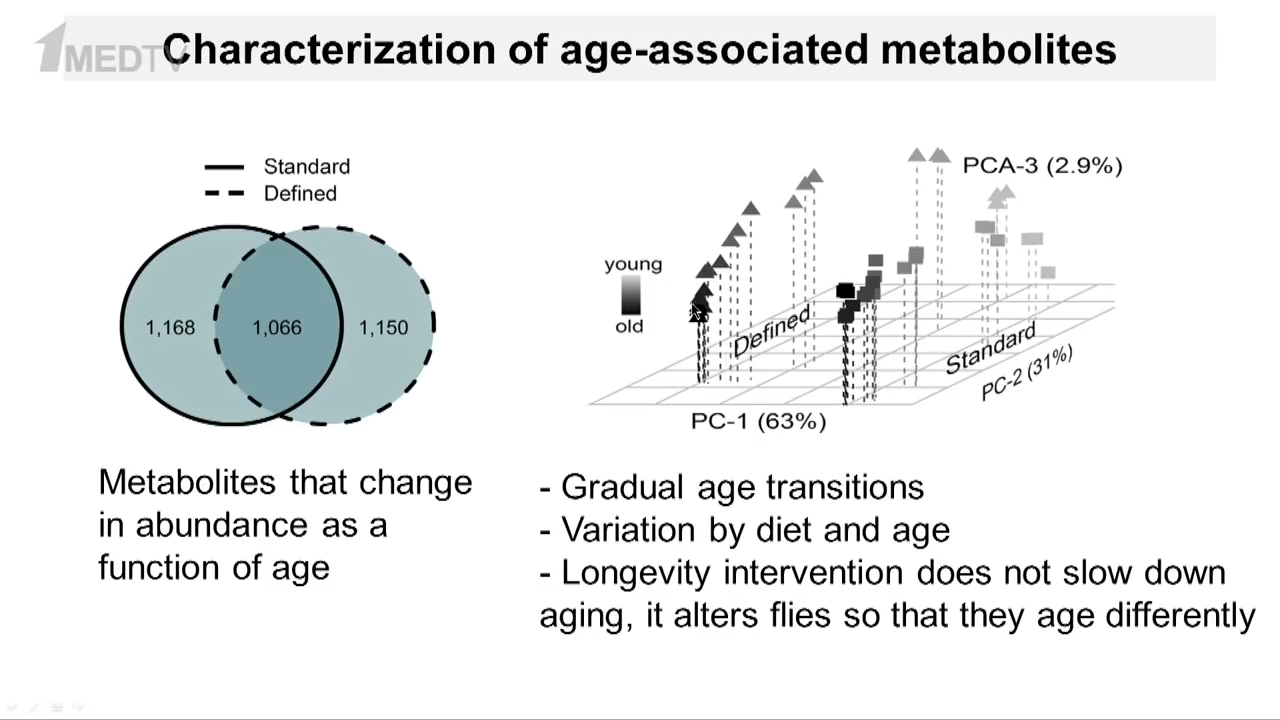 1MEDTV
Characterization of age-associated metabolites
Standard
Defined
1,168
1,066
1,150
Metabolites that change
in abundance as a
function of age
PCA-3 (2.9%)
young
old
Defined
Standard
PC-2 (31%)
PC-1 (63%)
- Gradual age transitions
- Variation by diet and age
- Longevity intervention does not slow down
aging, it alters flies so that they age differently